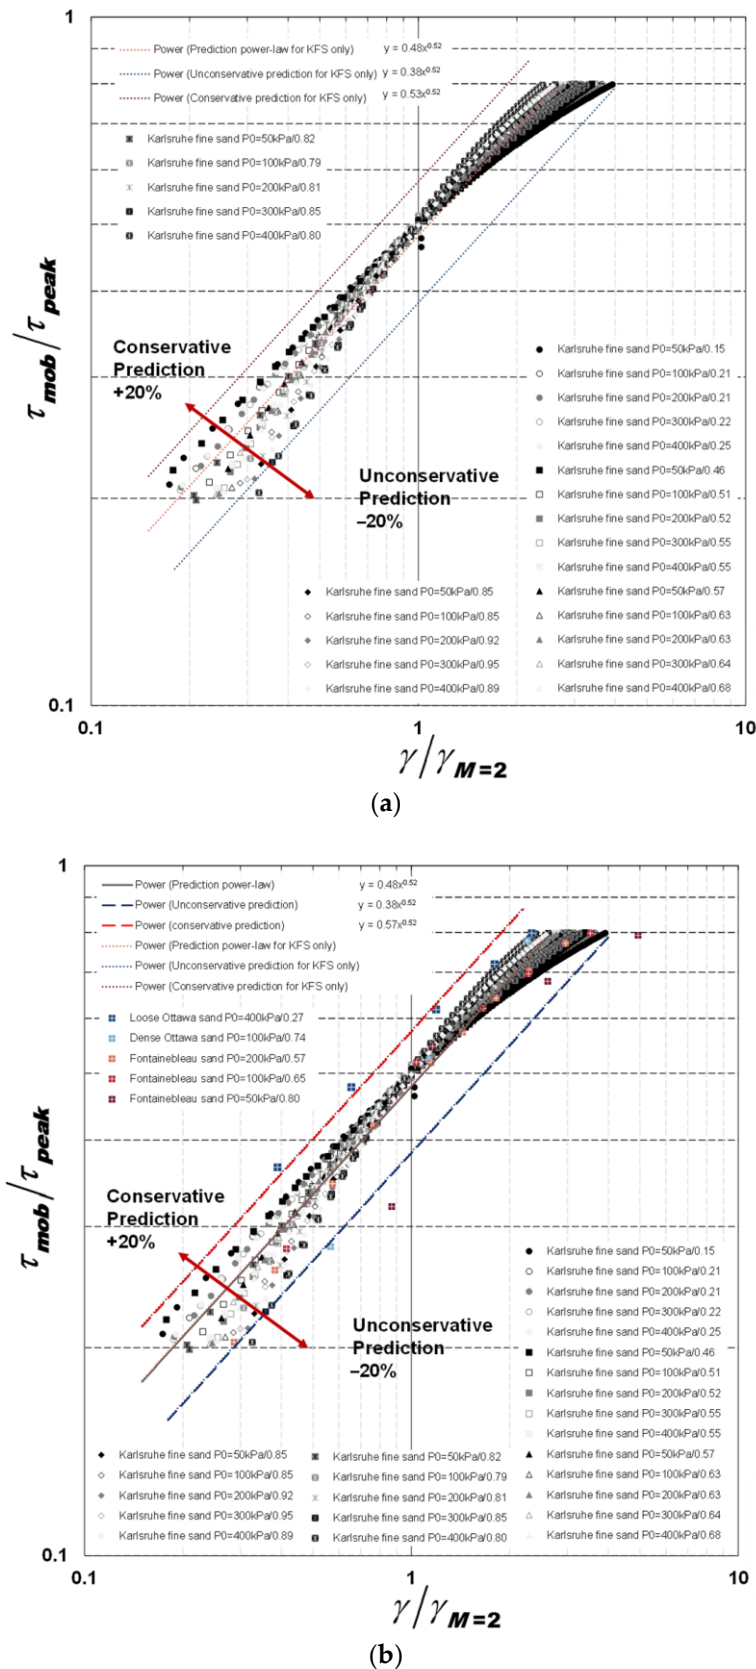 1
Power (Prediction power-law for KFS only) y = 0.48x^0.52
Power (Unconservative prediction for KFS only) y = 0.38x^0.52
Power (Conservative prediction for KFS only) y = 0.53x^0.52
Karlsruhe fine sand P0=50kPa/0.82
Karlsruhe fine sand P0=100kPa/0.79
Karlsruhe fine sand P0=200kPa/0.81
Karlsruhe fine sand P0=300kPa/0.85
Karlsruhe fine sand P0=400kPa/0.80
τ mob / τ peak
Conservative
Prediction
+20%
Unconservative
Prediction
–20%
Karlsruhe fine sand P0=50kPa/0.15
Karlsruhe fine sand P0=100kPa/0.21
Karlsruhe fine sand P0=200kPa/0.21
Karlsruhe fine sand P0=300kPa/0.22
Karlsruhe fine sand P0=400kPa/0.25
Karlsruhe fine sand P0=50kPa/0.46
Karlsruhe fine sand P0=100kPa/0.51
Karlsruhe fine sand P0=200kPa/0.52
Karlsruhe fine sand P0=300kPa/0.55
Karlsruhe fine sand P0=400kPa/0.55
Karlsruhe fine sand P0=50kPa/0.57
Karlsruhe fine sand P0=100kPa/0.63
Karlsruhe fine sand P0=200kPa/0.63
Karlsruhe fine sand P0=300kPa/0.64
Karlsruhe fine sand P0=400kPa/0.68
Karlsruhe fine sand P0=50kPa/0.85
Karlsruhe fine sand P0=100kPa/0.85
Karlsruhe fine sand P0=200kPa/0.92
Karlsruhe fine sand P0=300kPa/0.95
Karlsruhe fine sand P0=400kPa/0.89
0.1
0.1 1 10
γ/γ M=2
(a)
1
Power (Prediction power-law) y = 0.48x^0.52
Power (Unconservative prediction) y = 0.38x^0.52
Power (conservative prediction) y = 0.57x^0.52
Power (Prediction power-law for KFS only)
Power (Unconservative prediction for KFS only)
Power (Conservative prediction for KFS only)
Loose Ottawa sand P0=400kPa/0.27
Dense Ottawa sand P0=100kPa/0.74
Fontainebleau sand P0=200kPa/0.57
Fontainebleau sand P0=100kPa/0.65
Fontainebleau sand P0=50kPa/0.80
τ mob / τ peak
Conservative
Prediction
+20%
Unconservative
Prediction
–20%
Karlsruhe fine sand P0=50kPa/0.15
Karlsruhe fine sand P0=100kPa/0.21
Karlsruhe fine sand P0=200kPa/0.21
Karlsruhe fine sand P0=300kPa/0.22
Karlsruhe fine sand P0=400kPa/0.25
Karlsruhe fine sand P0=50kPa/0.46
Karlsruhe fine sand P0=100kPa/0.51
Karlsruhe fine sand P0=200kPa/0.52
Karlsruhe fine sand P0=300kPa/0.55
Karlsruhe fine sand P0=400kPa/0.55
Karlsruhe fine sand P0=50kPa/0.57
Karlsruhe fine sand P0=100kPa/0.63
Karlsruhe fine sand P0=200kPa/0.63
Karlsruhe fine sand P0=300kPa/0.64
Karlsruhe fine sand P0=400kPa/0.68
Karlsruhe fine sand P0=50kPa/0.85
Karlsruhe fine sand P0=100kPa/0.85
Karlsruhe fine sand P0=200kPa/0.92
Karlsruhe fine sand P0=300kPa/0.95
Karlsruhe fine sand P0=400kPa/0.89
Karlsruhe fine sand P0=50kPa/0.82
Karlsruhe fine sand P0=100kPa/0.79
Karlsruhe fine sand P0=200kPa/0.81
Karlsruhe fine sand P0=300kPa/0.85
Karlsruhe fine sand P0=400kPa/0.80
0.1
0.1 1 10
γ/γ M=2
(b)